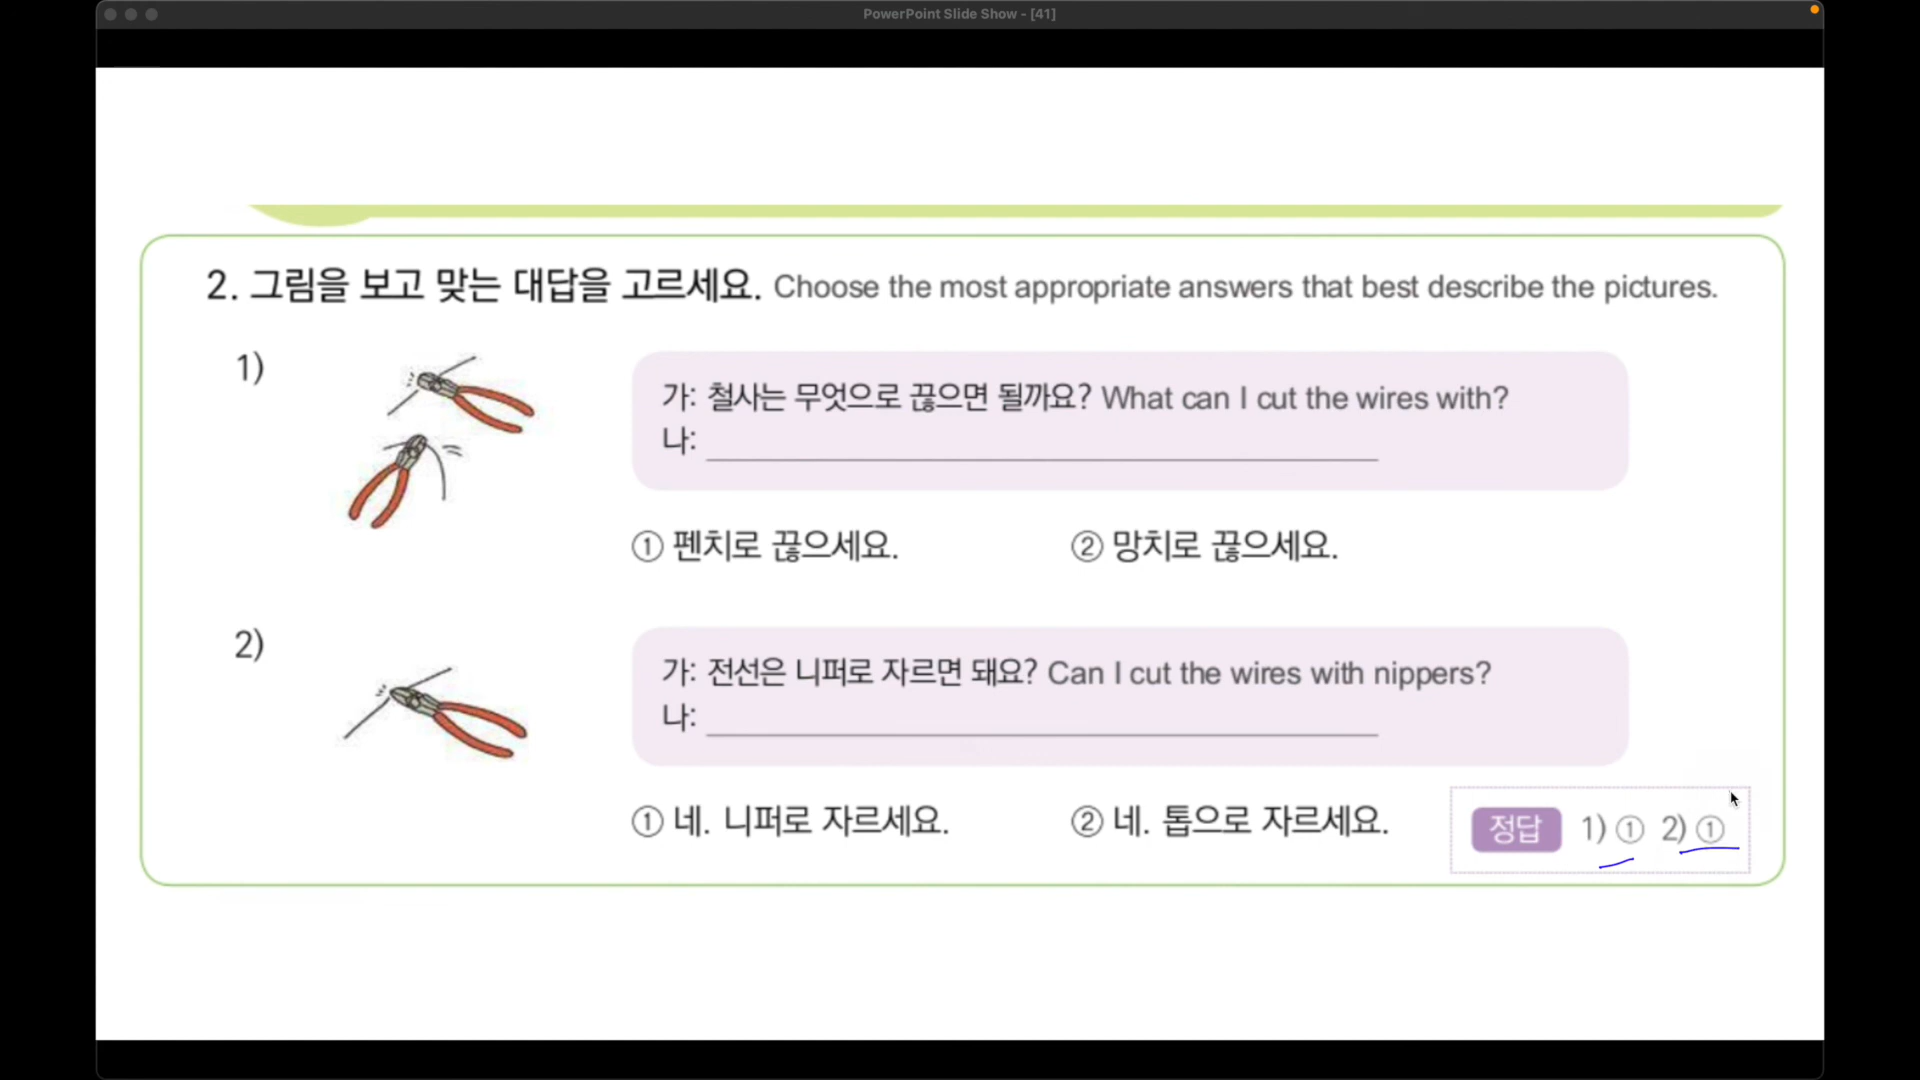 PowerPoint Slide Show - [41]
2. 그림을 보고 맞는 대답을 고르세요. Choose the most appropriate answers that best describe the pictures.
1)
가: 철사는 무엇으로 끊으면 될까요? What can I cut the wires with?
나:
① 펜치로 끊으세요.
② 망치로 끊으세요.
2)
가: 전선은 니퍼로 자르면 돼요? Can I cut the wires with nippers?
나:
① 네. 니퍼로 자르세요.
② 네. 톱으로 자르세요.
정답 1) ① 2) ①